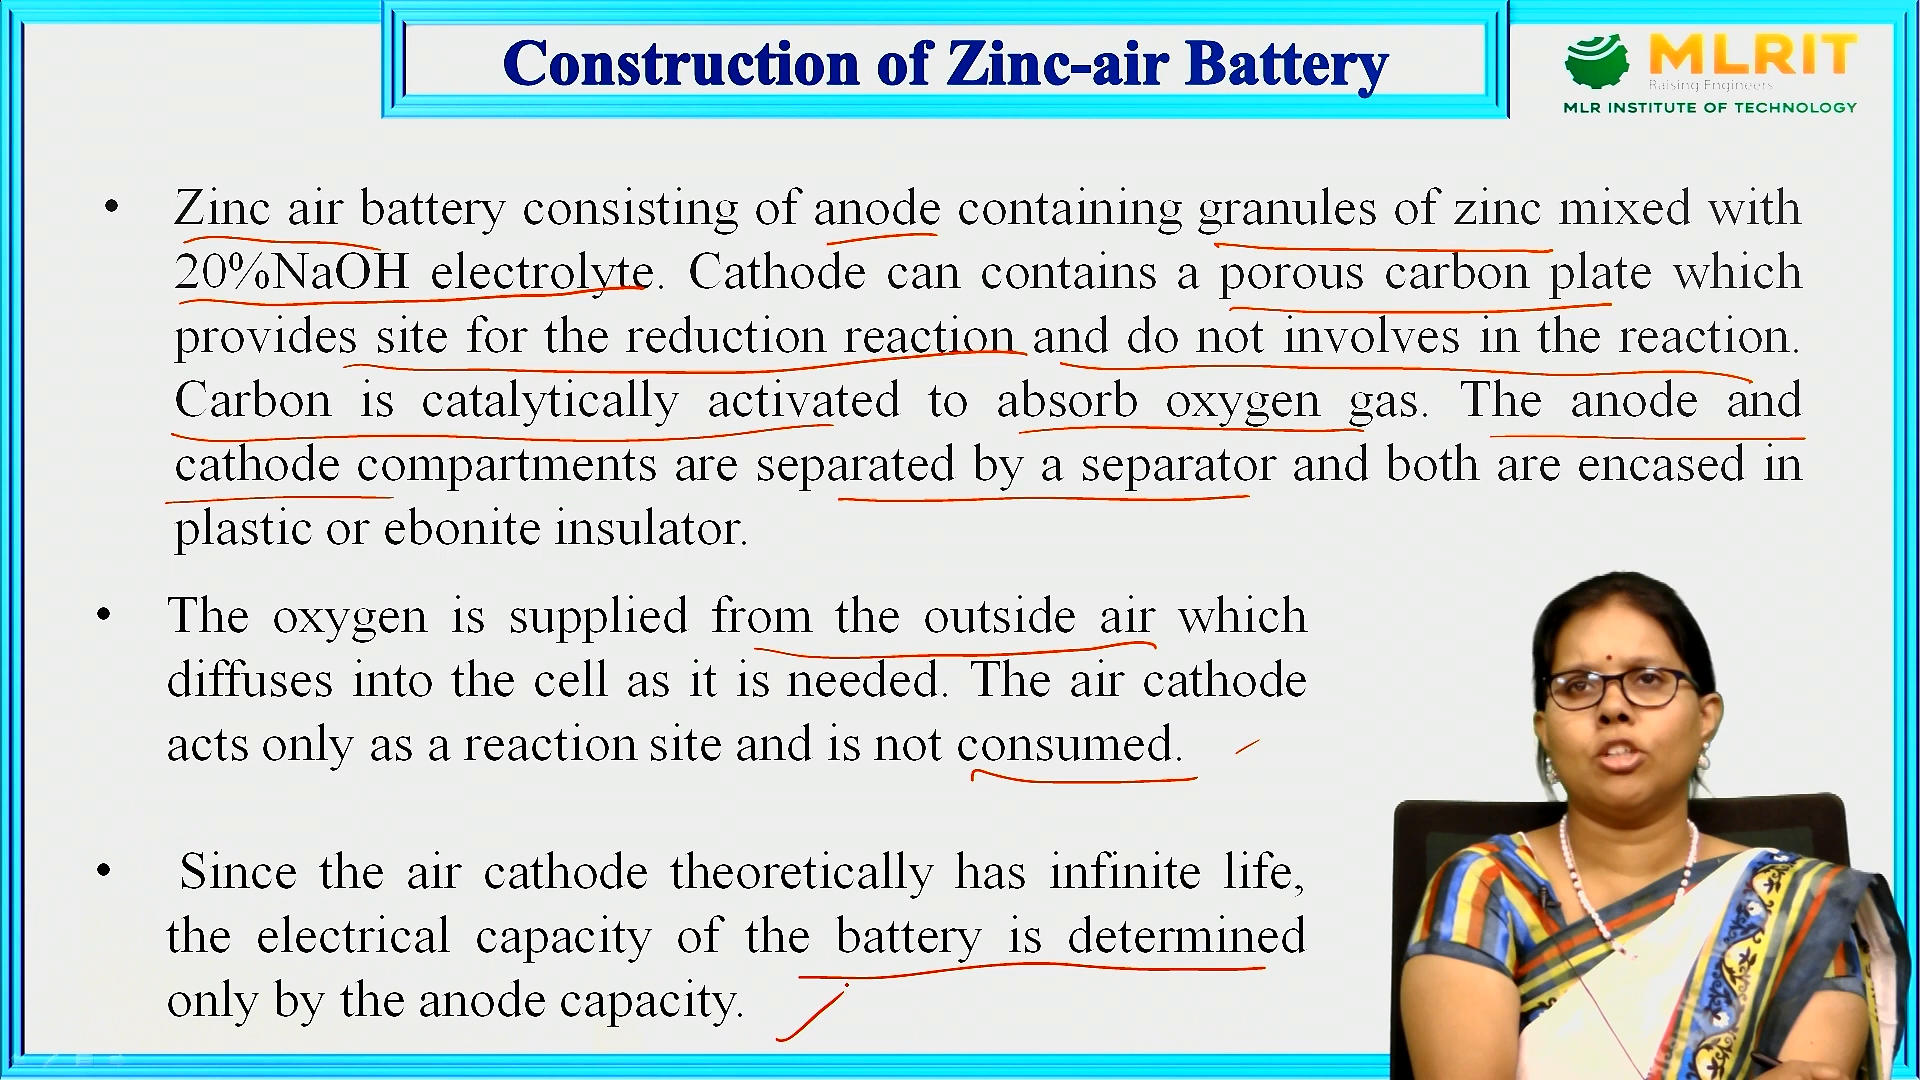 Construction of Zinc-air Battery
MLRIT
Raising Engineers
MLR INSTITUTE OF TECHNOLOGY
• Zinc air battery consisting of anode containing granules of zinc mixed with
20%NaOH electrolyte. Cathode can contains a porous carbon plate which
provides site for the reduction reaction and do not involves in the reaction.
Carbon is catalytically activated to absorb oxygen gas. The anode and
cathode compartments are separated by a separator and both are encased in
plastic or ebonite insulator.
• The oxygen is supplied from the outside air which
diffuses into the cell as it is needed. The air cathode
acts only as a reaction site and is not consumed.
• Since the air cathode theoretically has infinite life,
the electrical capacity of the battery is determined
only by the anode capacity.